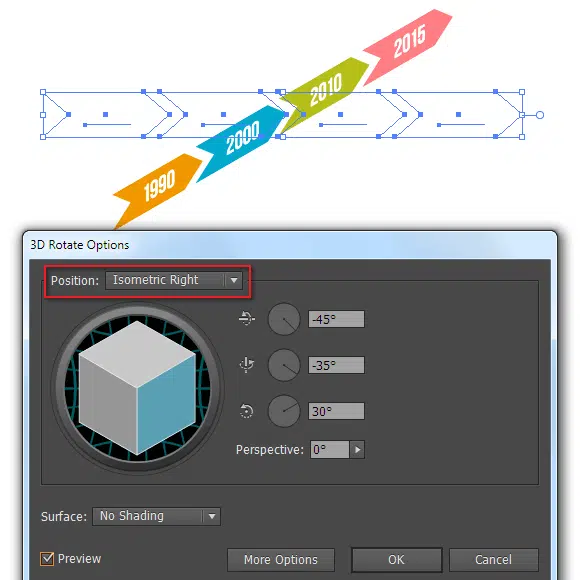 2015
2010
2000
1990
3D Rotate Options
Position: Isometric Right
-45°
-35°
30°
Perspective: 0°
Surface: No Shading
Preview More Options OK Cancel